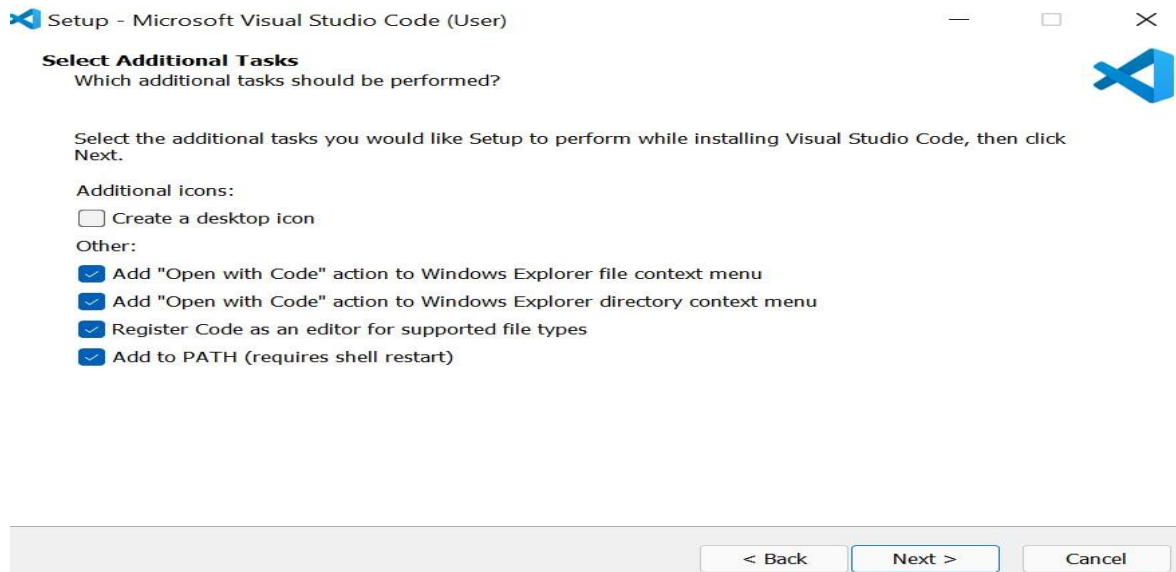 Setup - Microsoft Visual Studio Code (User)
Select Additional Tasks
Which additional tasks should be performed?
Select the additional tasks you would like Setup to perform while installing Visual Studio Code, then click
Next.
Additional icons:
Create a desktop icon
Other:
Add "Open with Code" action to Windows Explorer file context menu
Add "Open with Code" action to Windows Explorer directory context menu
Register Code as an editor for supported file types
Add to PATH (requires shell restart)
< Back Next > Cancel